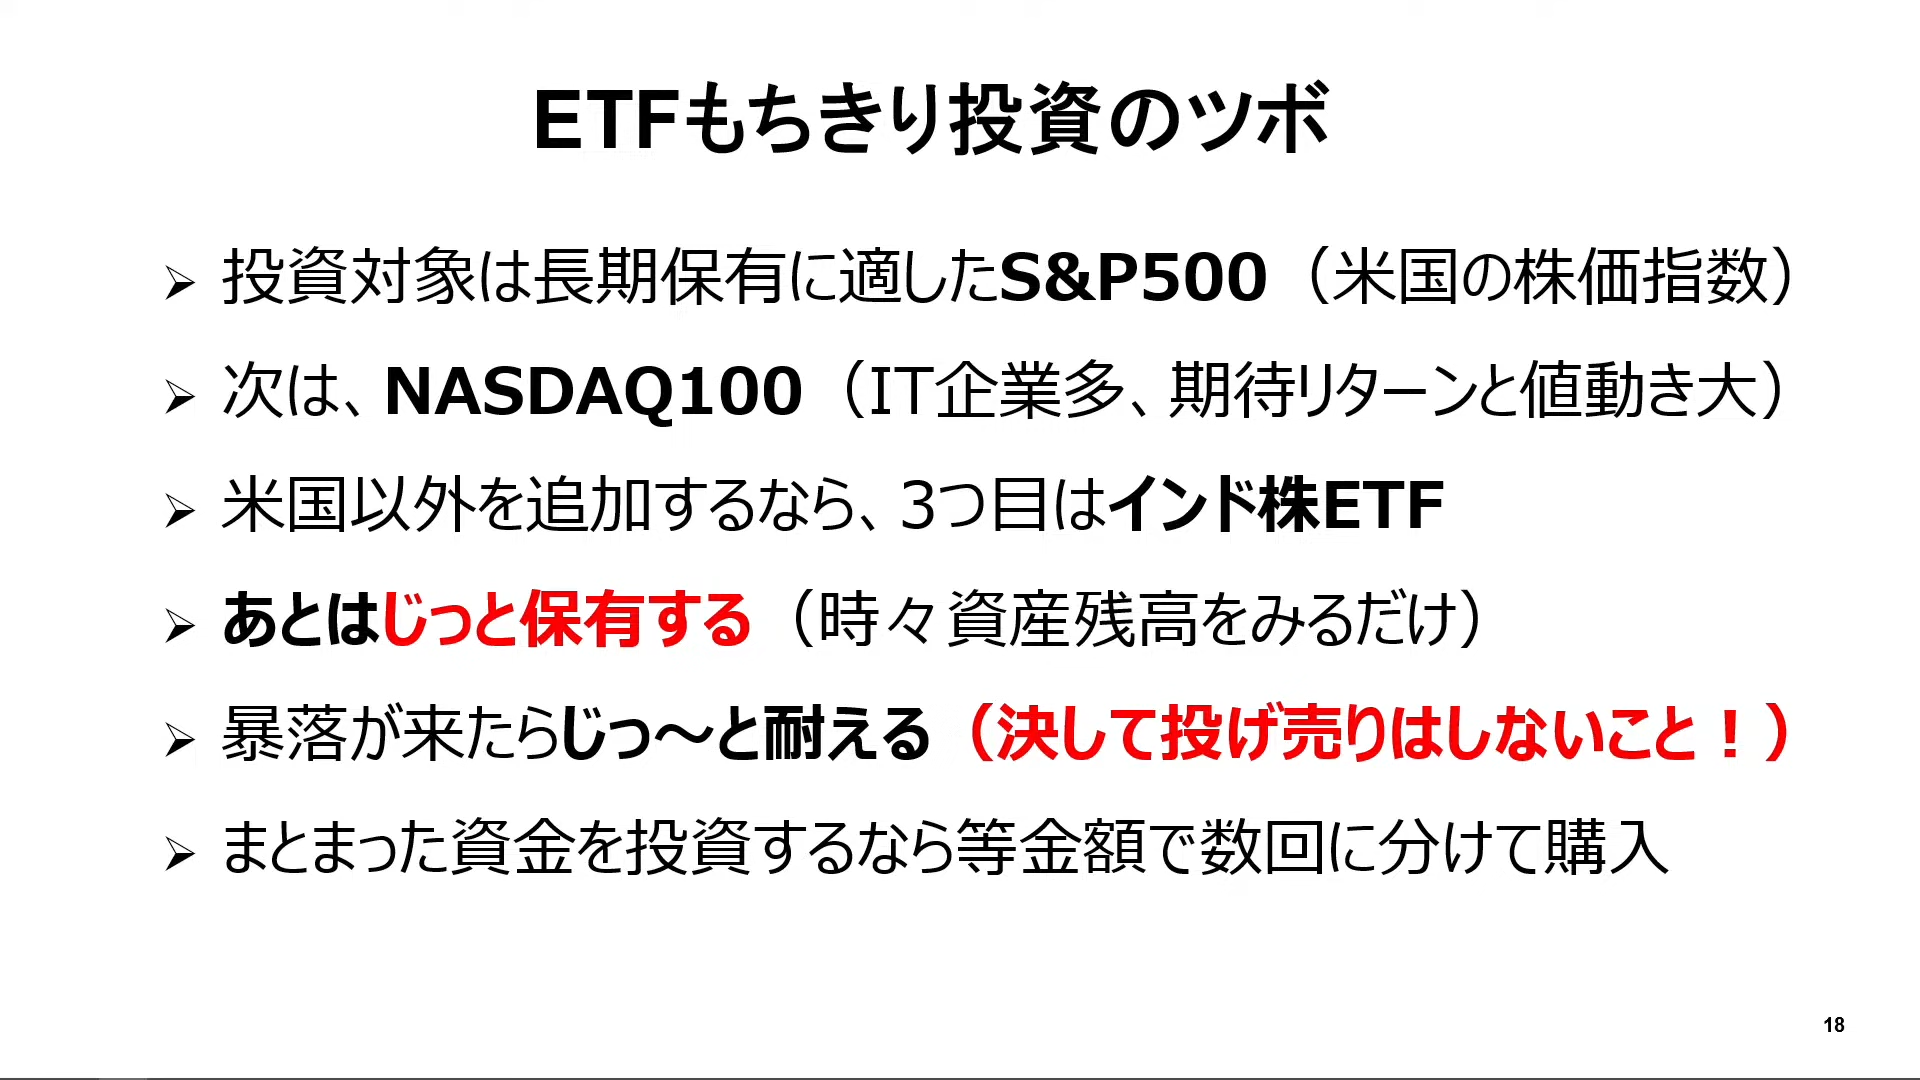 ETFもちきり投資のツボ
➢ 投資対象は長期保有に適したS&P500（米国の株価指数）
➢ 次は、NASDAQ100（IT企業多、期待リターンと値動き大）
➢ 米国以外を追加するなら、3つ目はインド株ETF
➢ あとはじっと保有する（時々資産残高をみるだけ）
➢ 暴落が来たらじっ～と耐える（決して投げ売りはしないこと！）
➢ まとまった資金を投資するなら等金額で数回に分けて購入
18